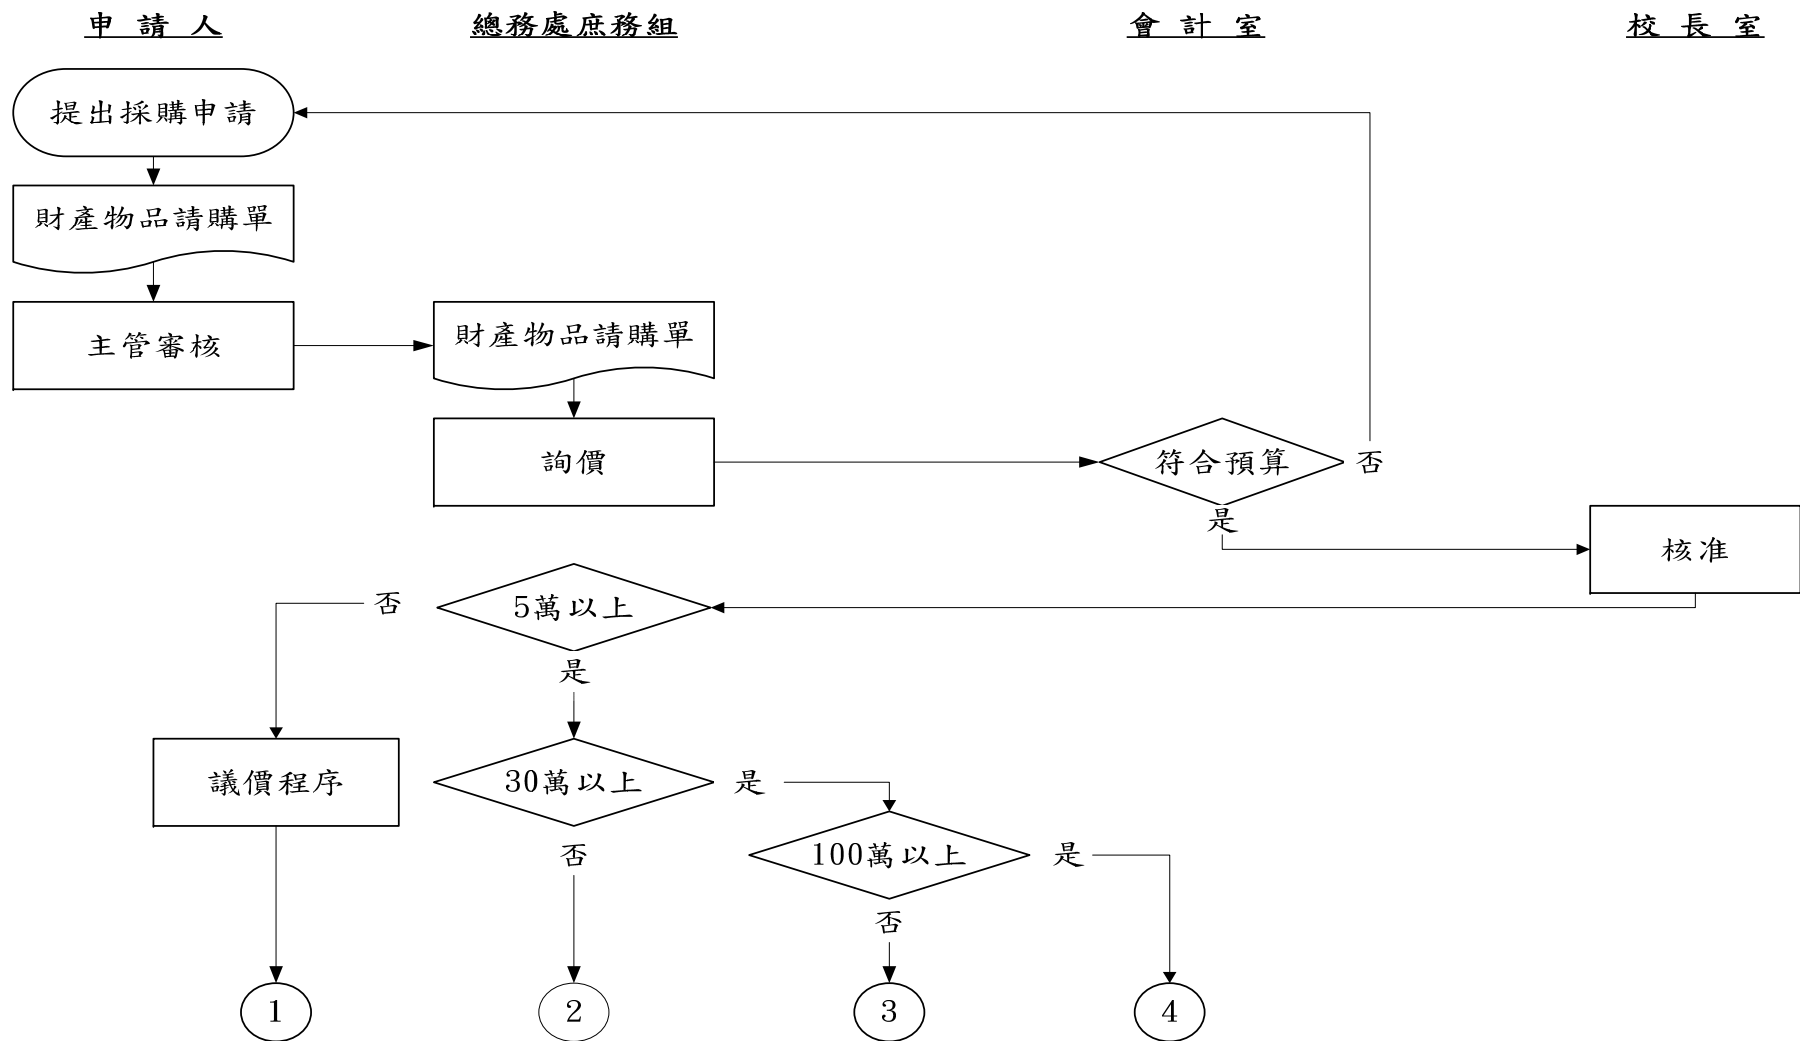 申請人
總務處庶務組
會計室
校長室
提出採購申請
財產物品請購單
主管審核
財產物品請購單
詢價
符合預算
否
是
核准
5萬以上
否
是
議價程序
30萬以上
是
否
100萬以上
是
否
1
2
3
4